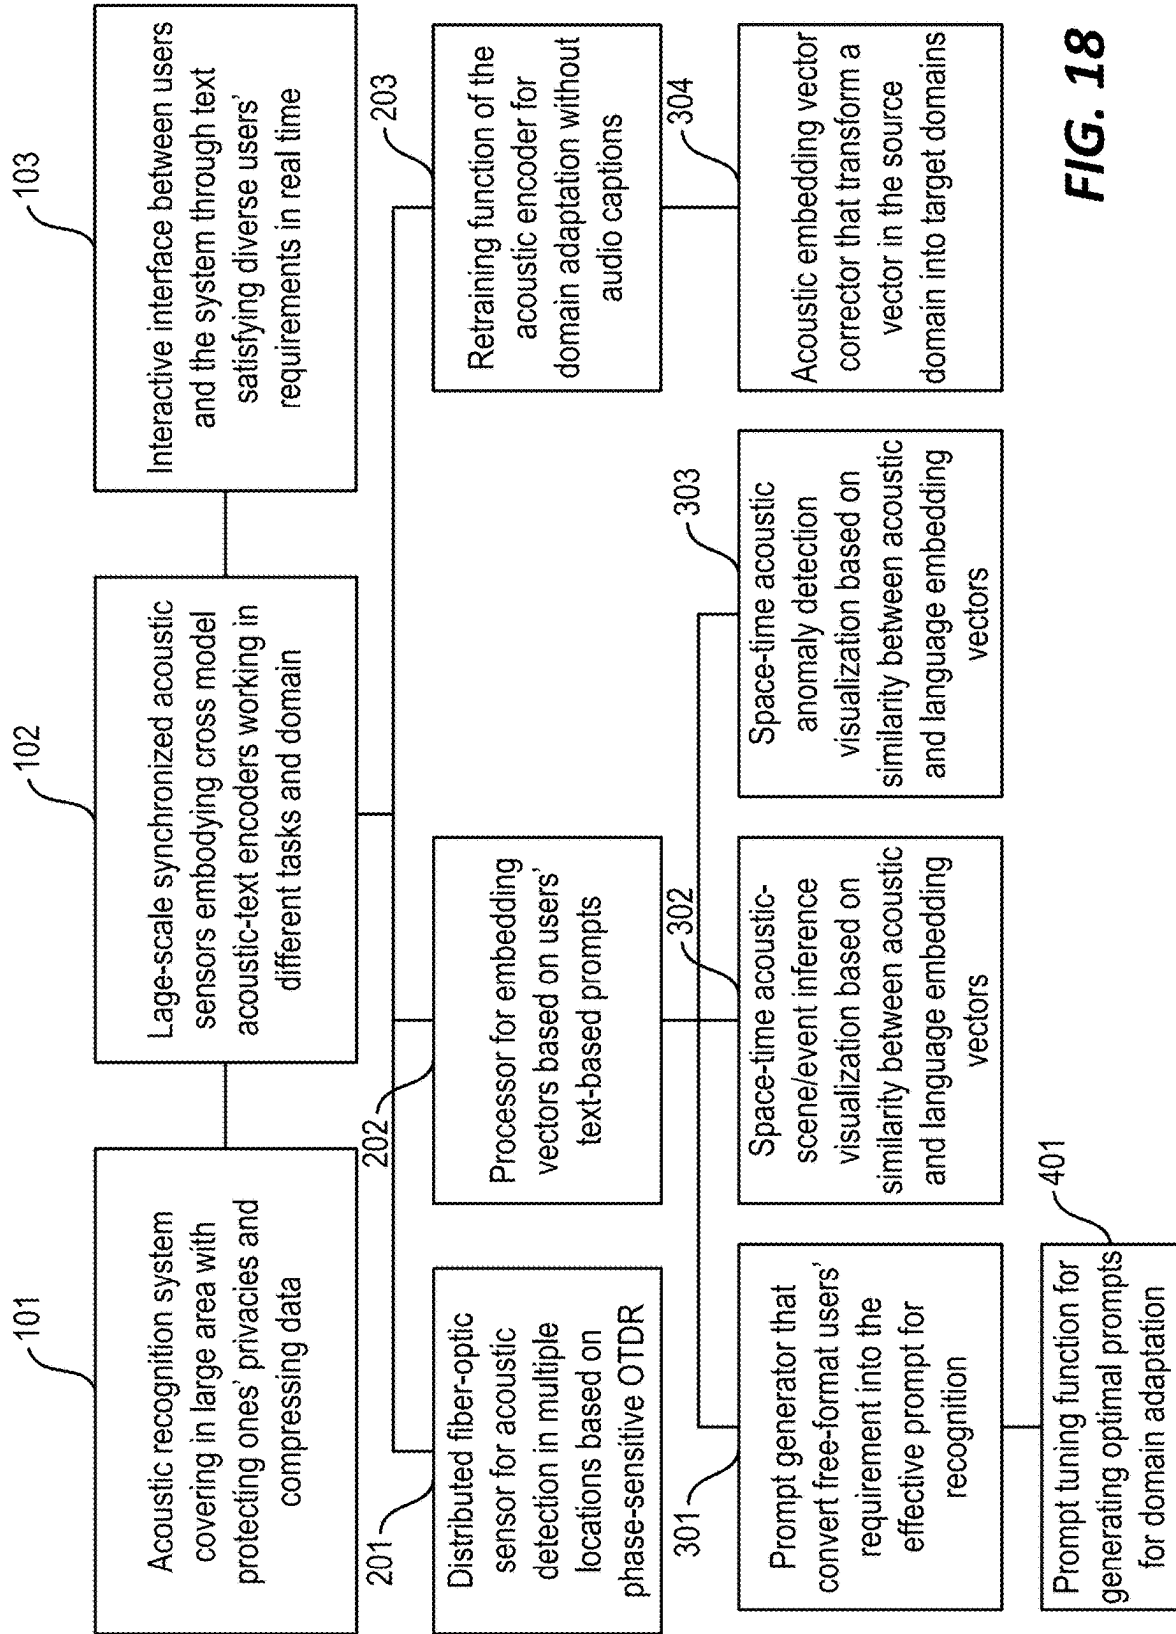 101
Acoustic recognition system
covering in large area with
protecting ones' privacies and
compressing data
102
Lage-scale synchronized acoustic
sensors embodying cross model
acoustic-text encoders working in
different tasks and domain
103
Interactive interface between users
and the system through text
satisfying diverse users'
requirements in real time
201
Distributed fiber-optic
sensor for acoustic
detection in multiple
locations based on
phase-sensitive OTDR
202
Processor for embedding
vectors based on users'
text-based prompts
203
Retraining function of the
acoustic encoder for
domain adaptation without
audio captions
301
Prompt generator that
convert free-format users'
requirement into the
effective prompt for
recognition
302
Space-time acoustic-
scene/event inference
visualization based on
similarity between acoustic
and language embedding
vectors
303
Space-time acoustic
anomaly detection
visualization based on
similarity between acoustic
and language embedding
vectors
304
Acoustic embedding vector
corrector that transform a
vector in the source
domain into target domains
401
Prompt tuning function for
generating optimal prompts
for domain adaptation
FIG. 18